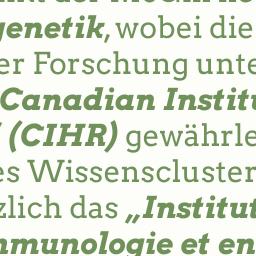 genetik, wobei die
er Forschung unte
Canadian Institu
(CIHR) gewährle
es Wissenscluster
zlich das „Institut
mmunologie et en